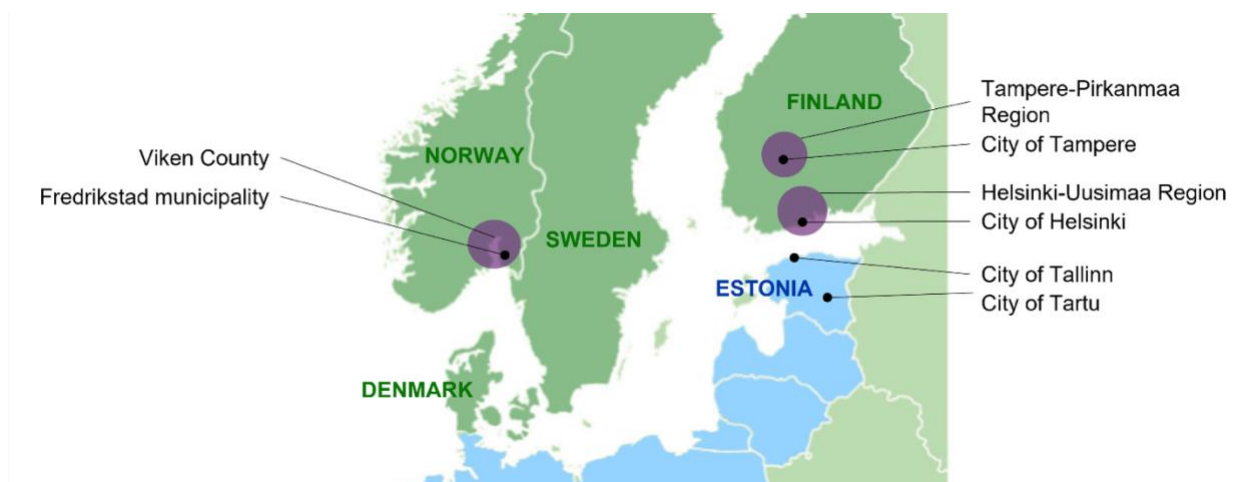 Tampere-Pirkanmaa
Region
FINLAND
City of Tampere
Viken County
NORWAY
Fredrikstad municipality
Helsinki-Uusimaa Region
City of Helsinki
SWEDEN
City of Tallinn
ESTONIA
City of Tartu
DENMARK